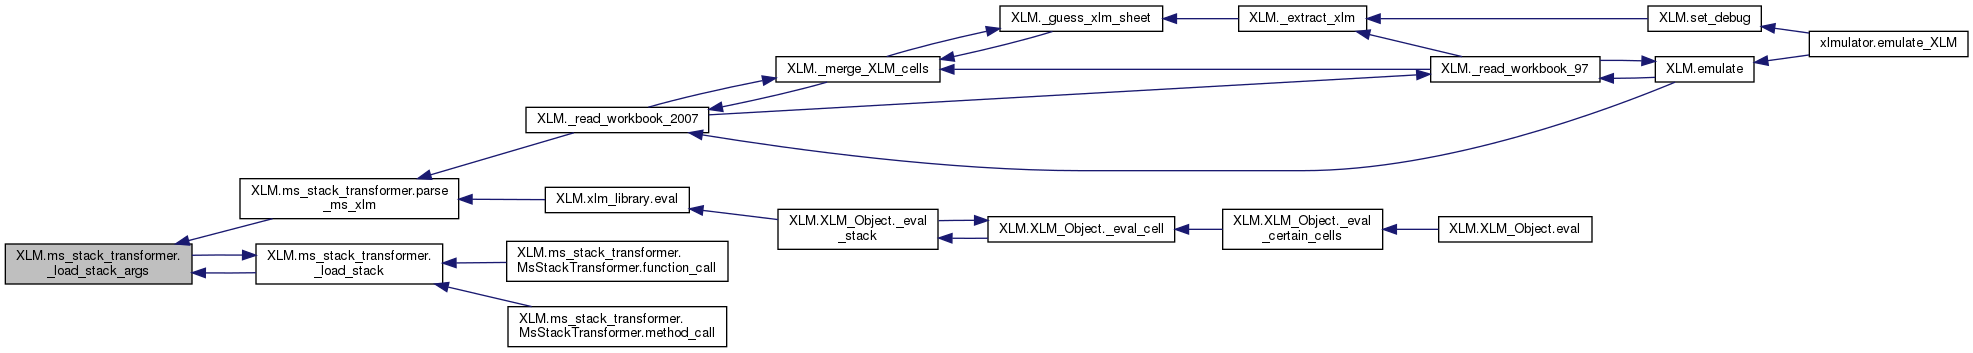 XLM._guess_xlm_sheet
XLM._extract_xlm
XLM.set_debug
xlmulator.emulate_XLM
XLM._merge_XLM_cells
XLM._read_workbook_97
XLM.emulate
XLM._read_workbook_2007
XLM.ms_stack_transformer.parse
_ms_xlm
XLM.xlm_library.eval
XLM.XLM_Object._eval
_stack
XLM.XLM_Object._eval_cell
XLM.XLM_Object._eval
_certain_cells
XLM.XLM_Object.eval
XLM.ms_stack_transformer.
_load_stack_args
XLM.ms_stack_transformer.
_load_stack
XLM.ms_stack_transformer.
MsStackTransformer.function_call
XLM.ms_stack_transformer.
MsStackTransformer.method_call